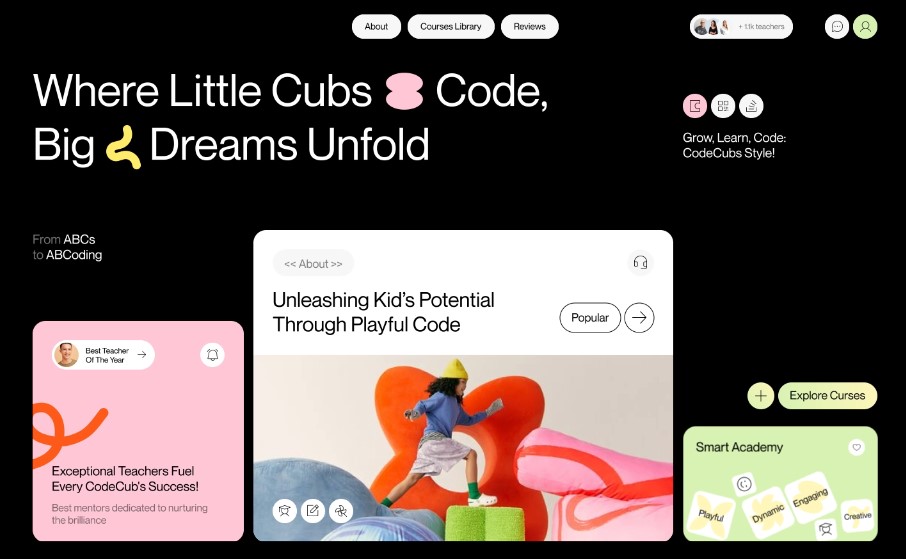 About
Courses Library
Reviews
+ 1.1k teachers
Where Little Cubs Code,
Big Dreams Unfold
Grow, Learn, Code:
CodeCubs Style!
From ABCs
to ABCoding
<< About >>
Unleashing Kid's Potential
Through Playful Code
Popular
Best Teacher
Of The Year
Exceptional Teachers Fuel
Every CodeCub's Success!
Best mentors dedicated to nurturing
the brilliance
Explore Curses
Smart Academy
Playful
Dynamic
Engaging
Creative